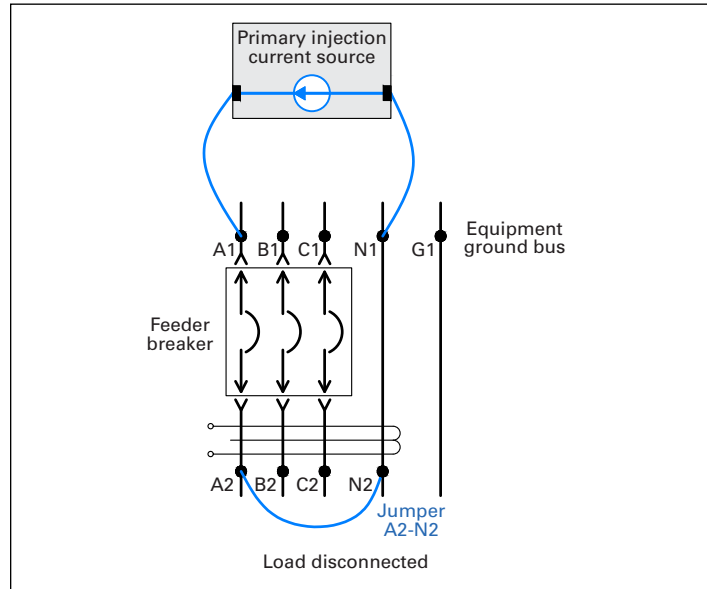 Primary injection
current source
A1
B1
C1
N1
G1
Equipment
ground bus
Feeder
breaker
A2
B2
C2
N2
Jumper
A2-N2
Load disconnected